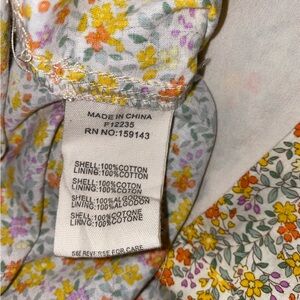 MADE IN CHINA
P12235
RN NO:159143
SHELL:100%COTTON
LINING:100%COTTON
SHELL:100%COTON
LINING:100%COTON
SHELL:100%ALGODON
LINING:100%ALGODON
SHELL:100%COTONE
LINING:100%COTONE
SEE REVERSE FOR CARE